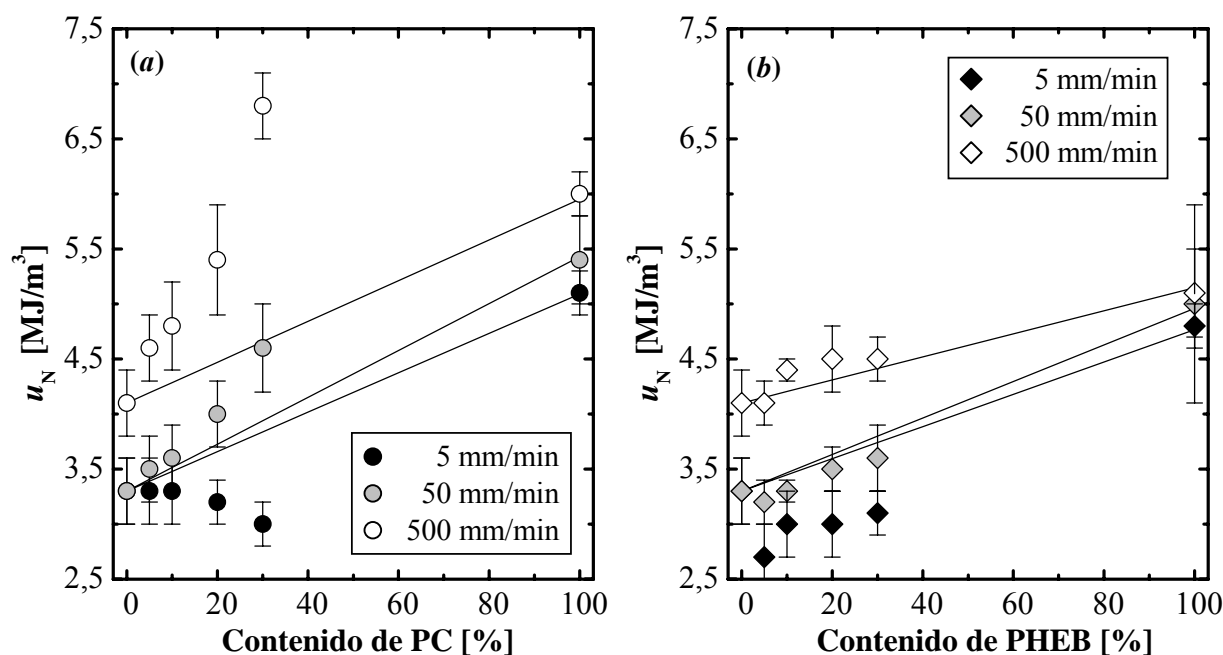 7,5
6,5
5,5
4,5
3,5
2,5
u_N [MJ/m³]
(a)
5 mm/min
50 mm/min
500 mm/min
0 20 40 60 80 100
Contenido de PC [%]
7,5
6,5
5,5
4,5
3,5
2,5
u_N [MJ/m³]
(b)
5 mm/min
50 mm/min
500 mm/min
0 20 40 60 80 100
Contenido de PHEB [%]